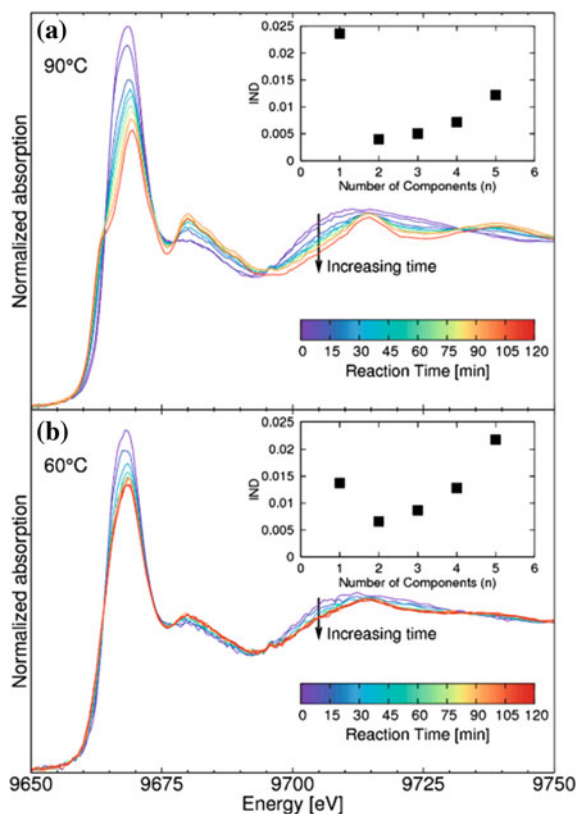 (a)
90°C
Normalized absorption
IND
0.025
0.02
0.015
0.01
0.005
0
0 1 2 3 4 5 6
Number of Components (n)
Increasing time
0 15 30 45 60 75 90 105 120
Reaction Time [min]
(b)
60°C
Normalized absorption
IND
0.025
0.02
0.015
0.01
0.005
0
0 1 2 3 4 5 6
Number of Components (n)
Increasing time
0 15 30 45 60 75 90 105 120
Reaction Time [min]
9650 9675 9700 9725 9750
Energy [eV]